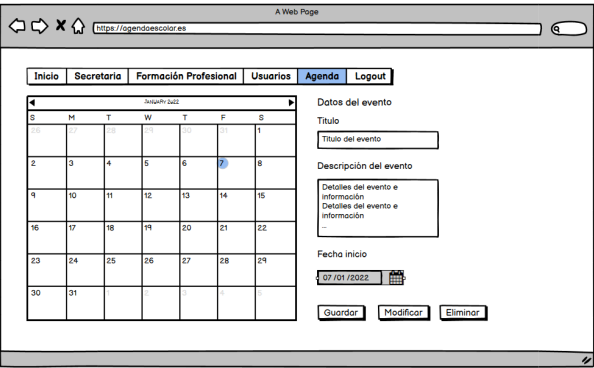 A Web Page
https://agendaescolar.es
Inicio Secretaria Formación Profesional Usuarios Agenda Logout
JANUARY 2022
S M T W T F S
26 27 28 29 30 31 1
2 3 4 5 6 7 8
9 10 11 12 13 14 15
16 17 18 19 20 21 22
23 24 25 26 27 28 29
30 31 1 2 3 4 5
Datos del evento
Titulo
Titulo del evento
Descripción del evento
Detalles del evento e
información
Detalles del evento e
información
...
Fecha inicio
07 /01 /2022
Guardar Modificar Eliminar